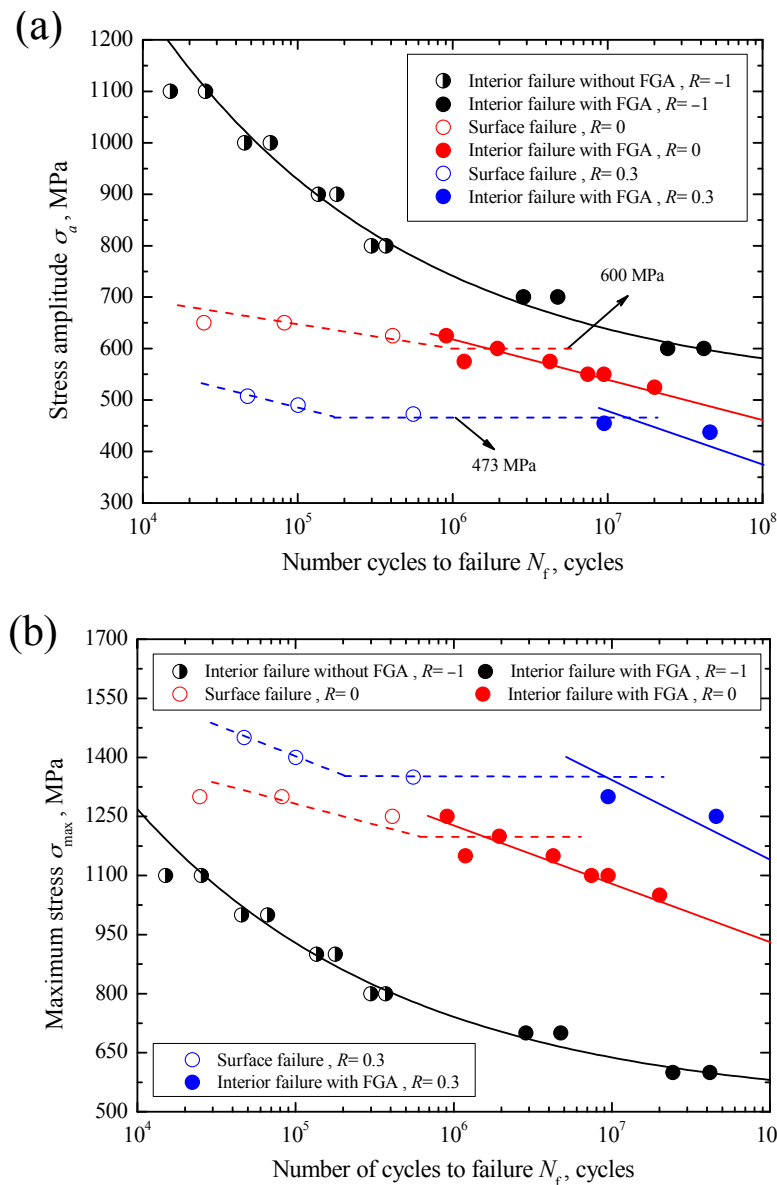 (a)
1200
1100
1000
900
800
700
600
500
400
300
Stress amplitude σa , MPa
Interior failure without FGA , R= –1
Interior failure with FGA , R= –1
Surface failure , R= 0
Interior failure with FGA , R= 0
Surface failure , R= 0.3
Interior failure with FGA , R= 0.3
600 MPa
473 MPa
10^4 10^5 10^6 10^7 10^8
Number cycles to failure Nf , cycles
(b)
1700
1550
1400
1250
1100
950
800
650
500
Maximum stress σmax , MPa
Interior failure without FGA , R= –1 Interior failure with FGA , R= –1
Surface failure , R= 0 Interior failure with FGA , R= 0
Surface failure , R= 0.3
Interior failure with FGA , R= 0.3
10^4 10^5 10^6 10^7 10
Number of cycles to failure Nf , cycles